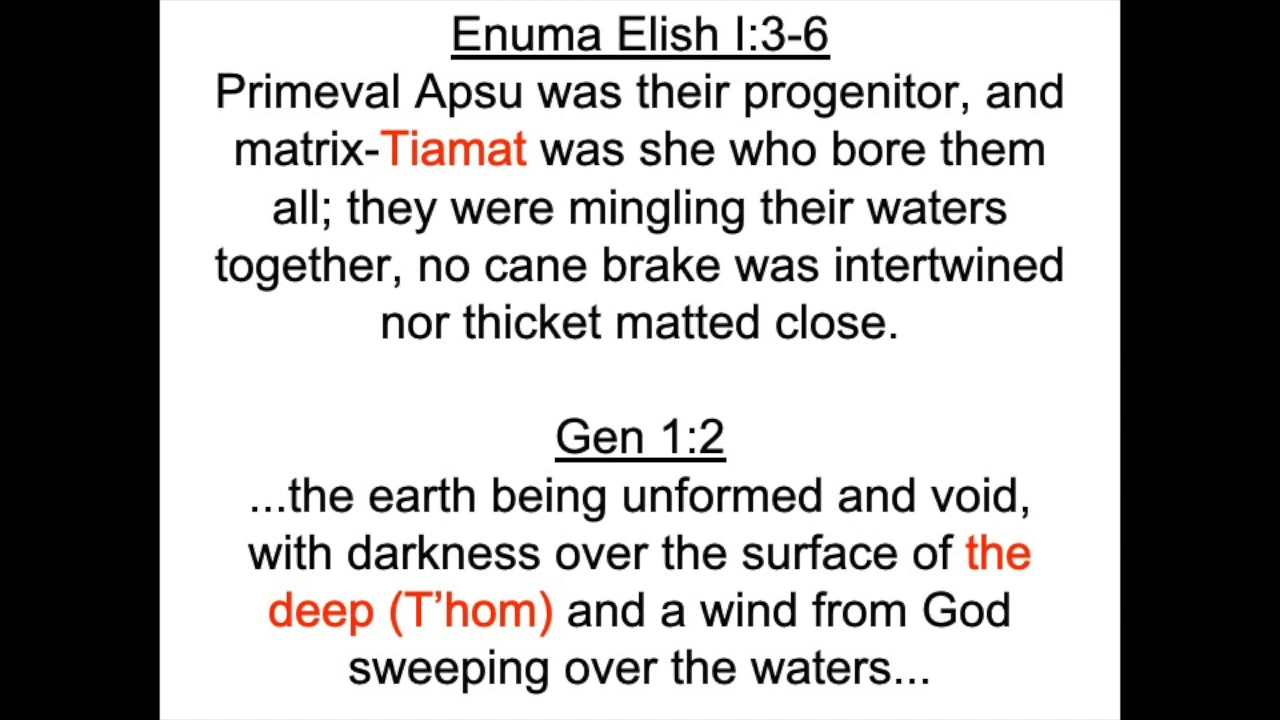 Enuma Elish I:3-6
Primeval Apsu was their progenitor, and
matrix-Tiamat was she who bore them
all; they were mingling their waters
together, no cane brake was intertwined
nor thicket matted close.
Gen 1:2
...the earth being unformed and void,
with darkness over the surface of the
deep (T’hom) and a wind from God
sweeping over the waters...